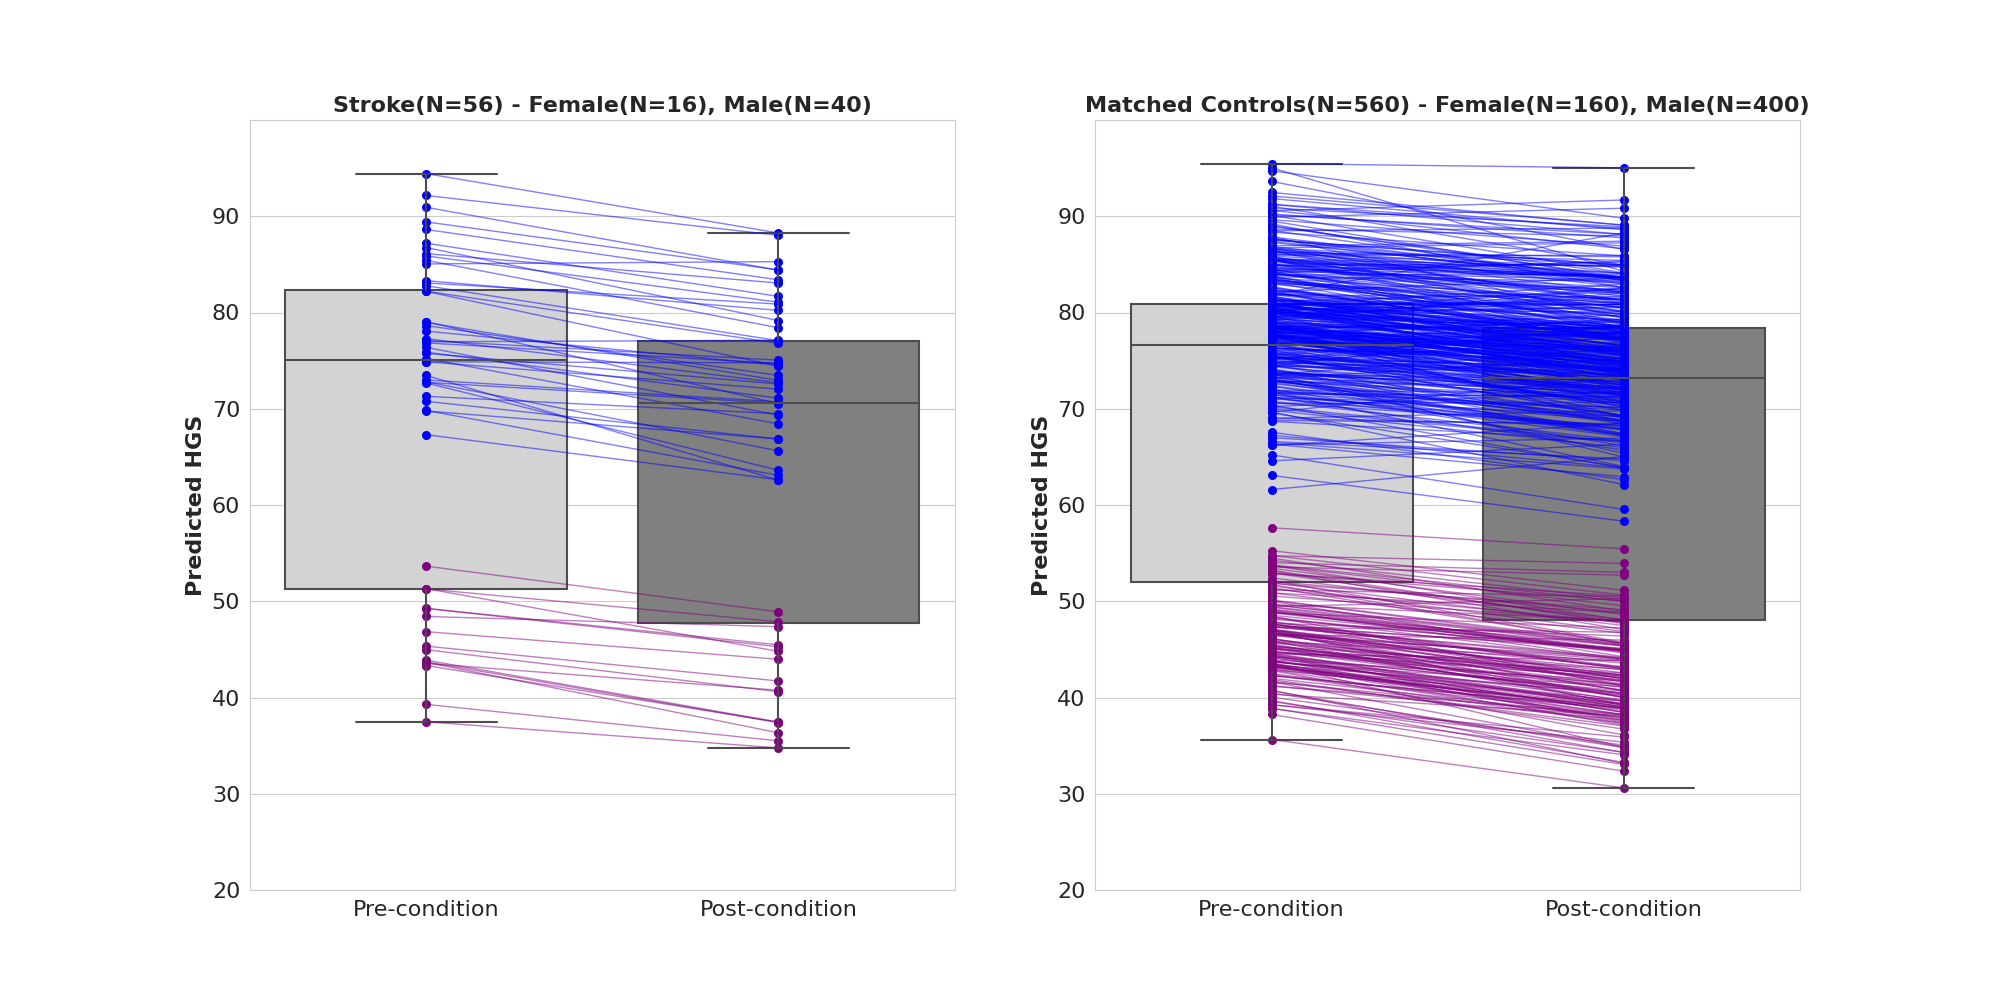 Stroke(N=56) - Female(N=16), Male(N=40)
Predicted HGS
90
80
70
60
50
40
30
20
Pre-condition
Post-condition
Matched Controls(N=560) - Female(N=160), Male(N=400)
Predicted HGS
90
80
70
60
50
40
30
20
Pre-condition
Post-condition